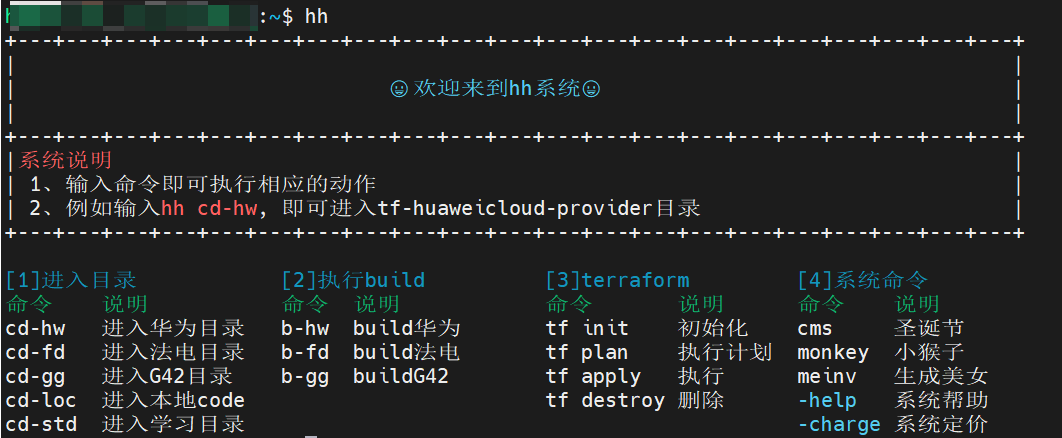 :~$ hh
+---+---+---+---+---+---+---+---+---+---+---+---+---+---+---+---+---+---+---+---+---+
😀欢迎来到hh系统😀
+---+---+---+---+---+---+---+---+---+---+---+---+---+---+---+---+---+---+---+---+---+
|系统说明 |
| 1、输入命令即可执行相应的动作 |
| 2、例如输入hh cd-hw，即可进入tf-huaweicloud-provider目录 |
+---+---+---+---+---+---+---+---+---+---+---+---+---+---+---+---+---+---+---+---+---+
[1]进入目录 [2]执行build [3]terraform [4]系统命令
命令 说明 命令 说明 命令 说明 命令 说明
cd-hw 进入华为目录 b-hw build华为 tf init 初始化 cms 圣诞节
cd-fd 进入法电目录 b-fd build法电 tf plan 执行计划 monkey 小猴子
cd-gg 进入G42目录 b-gg buildG42 tf apply 执行 meinv 生成美女
cd-loc 进入本地code tf destroy 删除 -help 系统帮助
cd-std 进入学习目录 -charge 系统定价